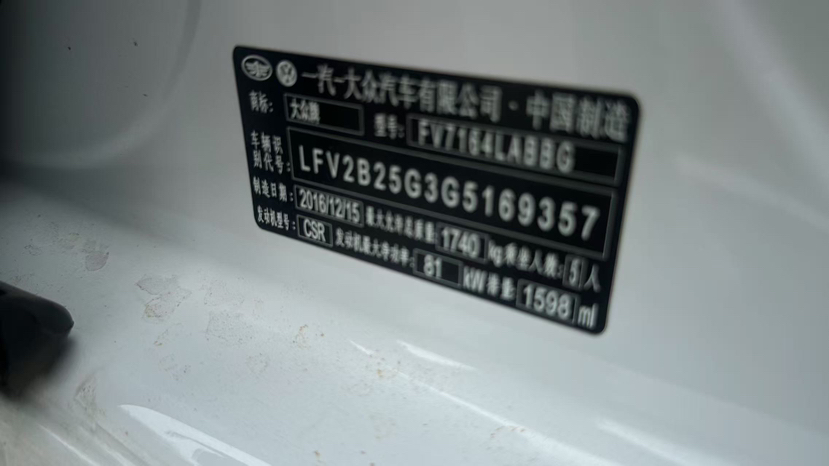 一汽-大众汽车有限公司·中国制造
商标: 大众牌 型号: FV7164LABBG
车辆识别代号: LFV2B25G3G5169357
制造日期: 2016/12/15 最大允许总质量: 1740 kg 乘坐人数: 5 人
发动机型号: CSR 发动机最大净功率: 81 kW 排量: 1598 ml